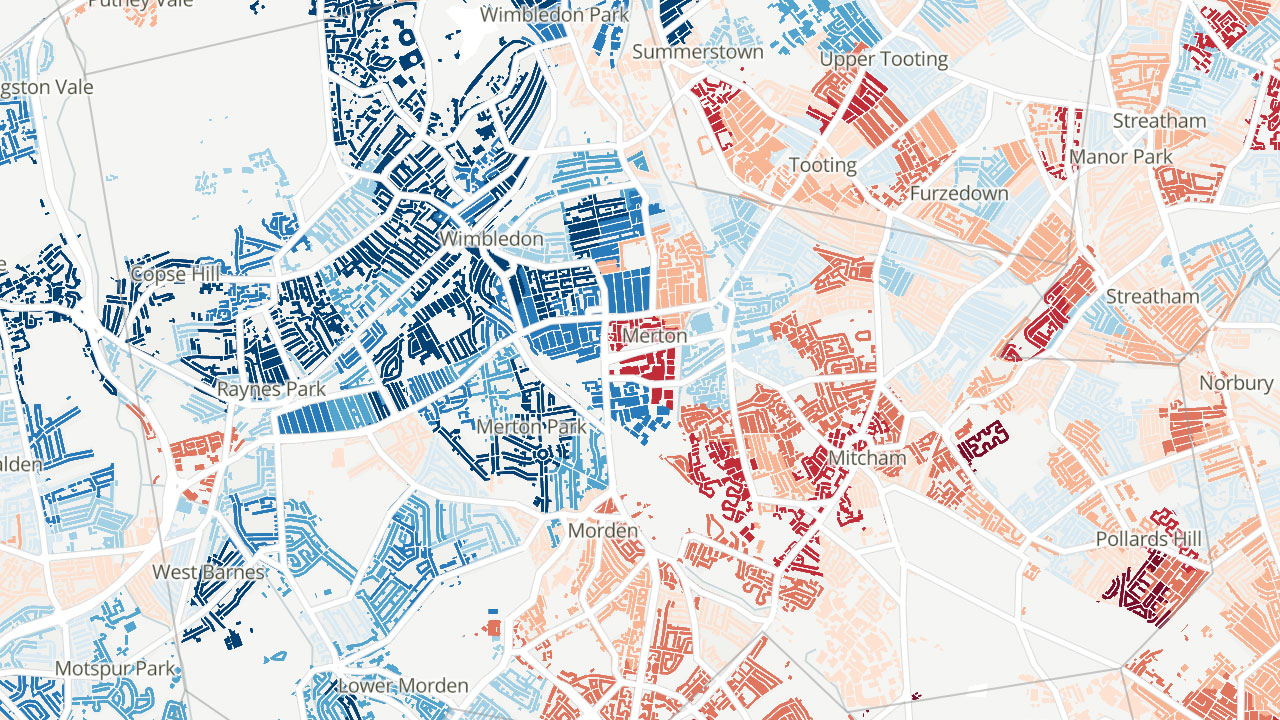 Putney Vale
Wimbledon Park
Summerstown
Upper Tooting
gston Vale
Streatham
Manor Park
Tooting
Furzedown
Wimbledon
Copse Hill
e
Streatham
Merton
Raynes Park
Norbury
Merton Park
alden
Mitcham
Morden
Pollards Hill
West Barnes
Motspur Park
Lower Morden